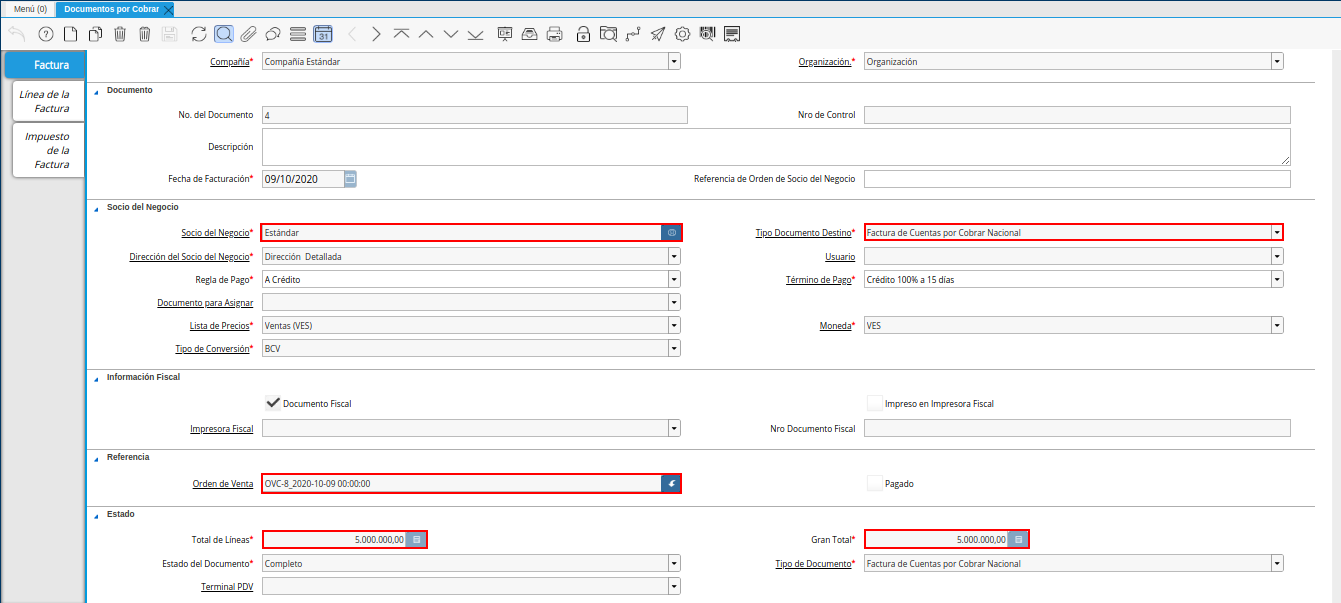 Menú (0)
Documentos por Cobrar
31
Factura
Línea de la
Factura
Impuesto
de la
Factura
Compañía* Compañía Estándar
Organización.* Organización
Documento
No. del Documento 4
Nro de Control
Descripción
Fecha de Facturación* 09/10/2020
Referencia de Orden de Socio del Negocio
Socio del Negocio
Socio del Negocio* Estándar
Tipo Documento Destino* Factura de Cuentas por Cobrar Nacional
Dirección del Socio del Negocio* Dirección Detallada
Usuario
Regla de Pago* A Crédito
Término de Pago* Crédito 100% a 15 días
Documento para Asignar
Lista de Precios* Ventas (VES)
Moneda* VES
Tipo de Conversión* BCV
Información Fiscal
Documento Fiscal
Impreso en Impresora Fiscal
Impresora Fiscal
Nro Documento Fiscal
Referencia
Orden de Venta OVC-8_2020-10-09 00:00:00
Pagado
Estado
Total de Líneas* 5.000.000,00
Gran Total* 5.000.000,00
Estado del Documento* Completo
Tipo de Documento* Factura de Cuentas por Cobrar Nacional
Terminal PDV